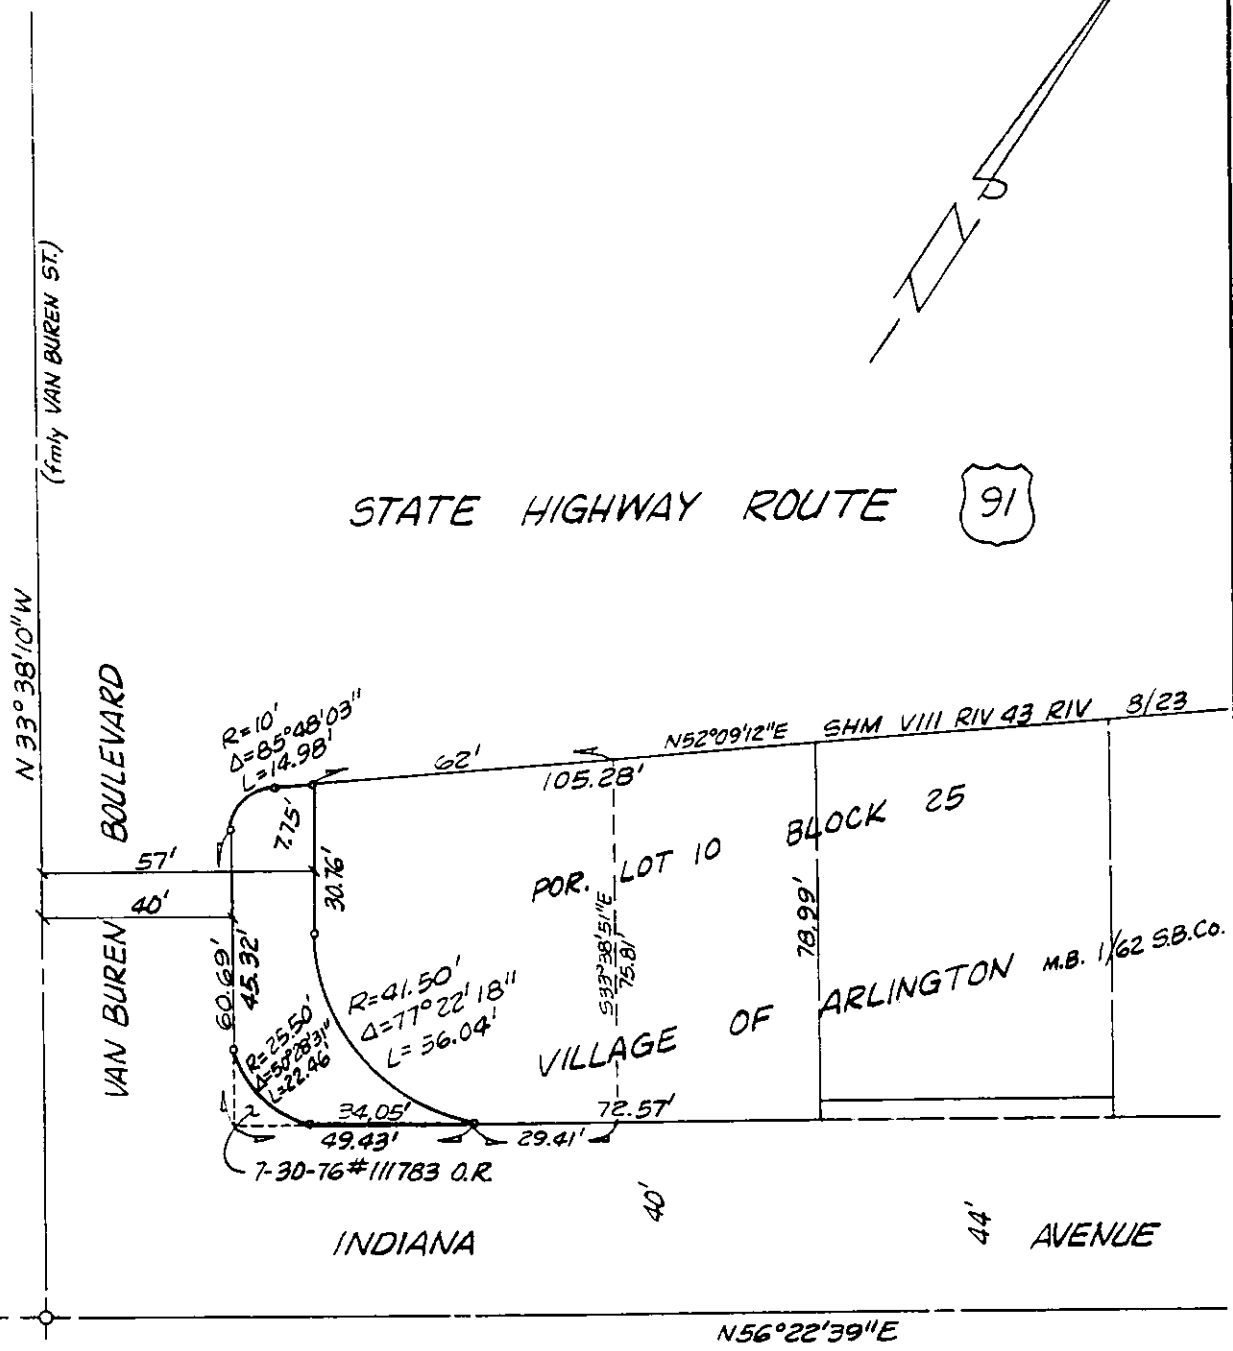 N
(fmly VAN BUREN ST.)
STATE HIGHWAY ROUTE 91
N 33° 38' 10" W
VAN BUREN BOULEVARD
R=10'
Δ=85°48'03"
L=14.98'
7.75'
62'
105.28'
N52°09'12"E SHM VIII RIV 43 RIV 8/23
57'
40'
30.76'
POR. LOT 10 BLOCK 25
S33°38'51"E
75.81'
78.99'
60.69'
45.32'
R=25.50'
Δ=50°28'31"
L=22.46'
R=41.50'
Δ=77°22'18"
L=56.04'
VILLAGE OF ARLINGTON M.B. 1/62 S.B.Co.
34.05'
49.43'
72.57'
29.41'
7-30-76 #111783 O.R.
40'
44'
INDIANA AVENUE
N56°22'39"E